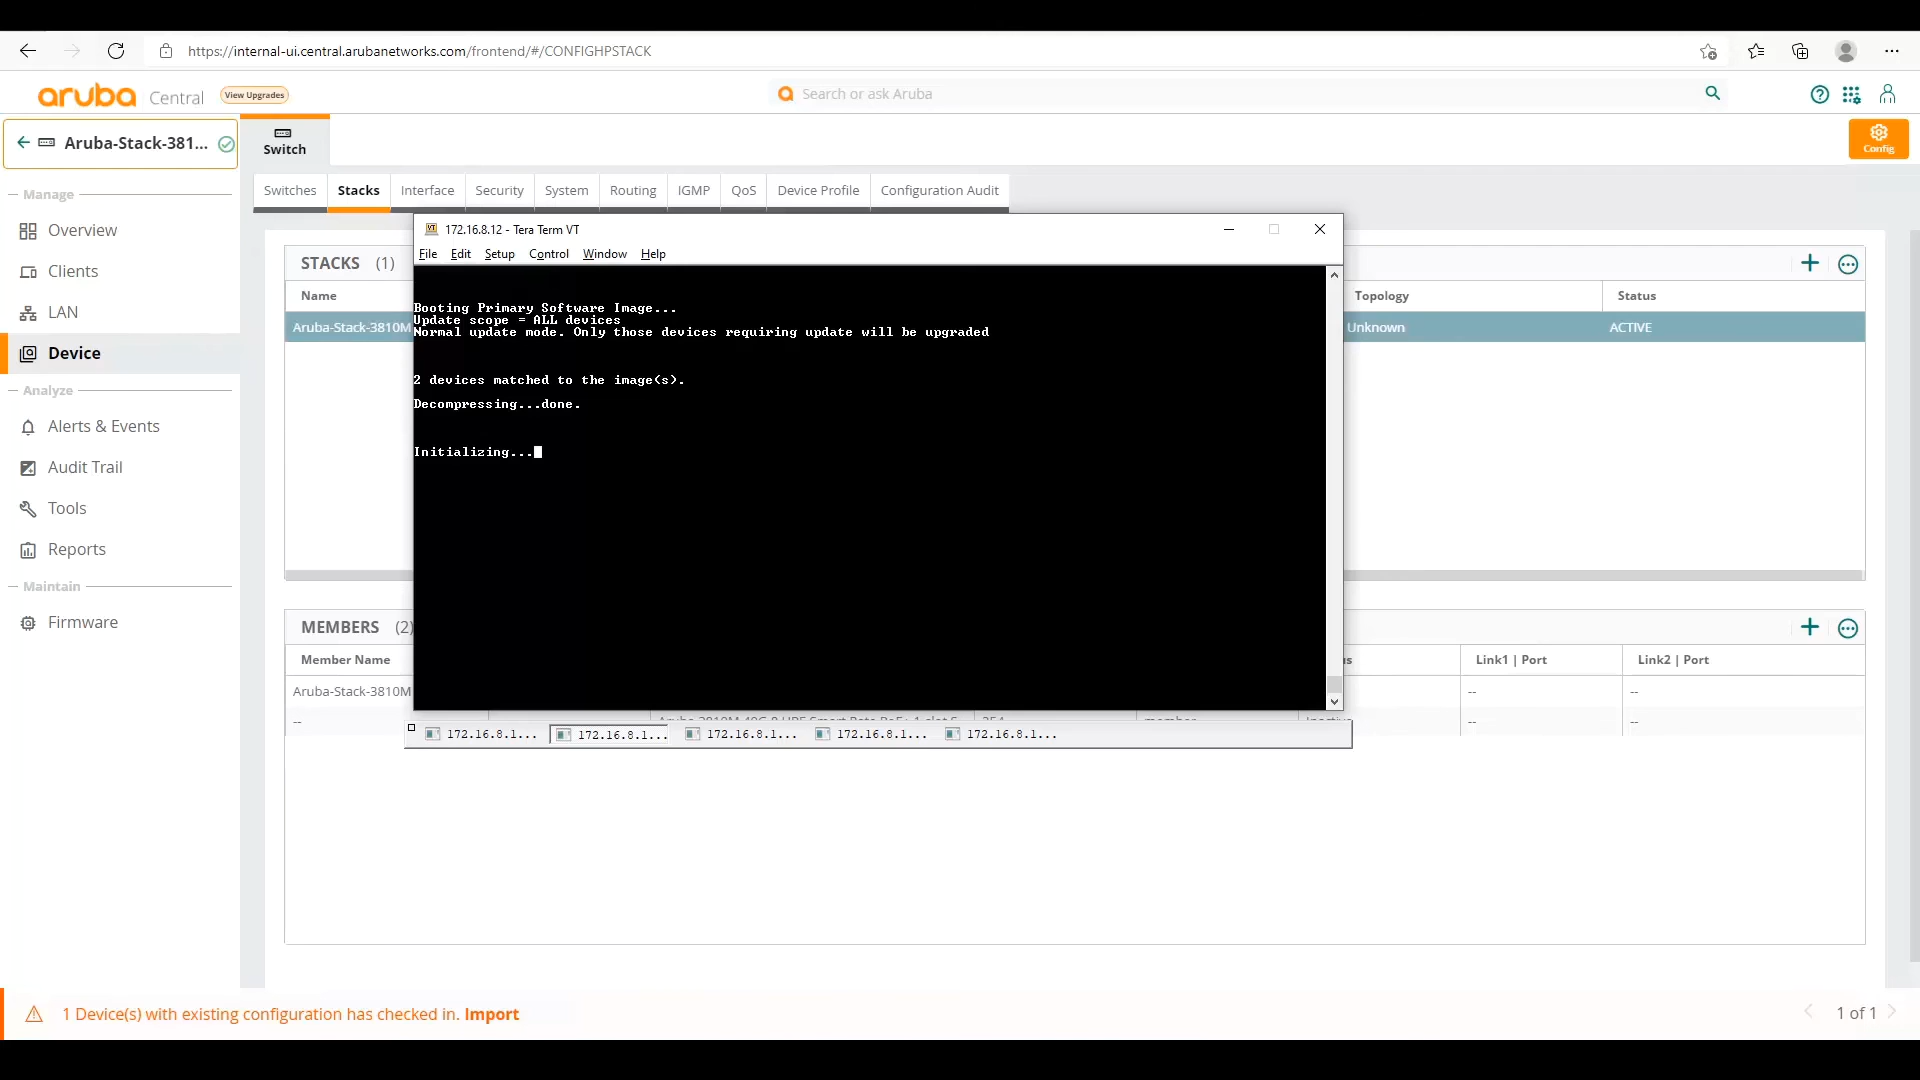 https://internal-ui.central.arubanetworks.com/frontend/#/CONFIGHPSTACK
aruba Central View Upgrades
Search or ask Aruba
Aruba-Stack-381...
Switch
Config
Manage
Overview
Clients
LAN
Device
Analyze
Alerts & Events
Audit Trail
Tools
Reports
Maintain
Firmware
Switches Stacks Interface Security System Routing IGMP QoS Device Profile Configuration Audit
STACKS (1)
Name Topology Status
Aruba-Stack-3810M Unknown ACTIVE
172.16.8.12 - Tera Term VT
File Edit Setup Control Window Help
Booting Primary Software Image...
Update scope = ALL devices
Normal update mode. Only those devices requiring update will be upgraded
2 devices matched to the image(s).
Decompressing...done.
Initializing...
MEMBERS (2)
Member Name Link1 | Port Link2 | Port
Aruba-Stack-3810M -- --
-- -- --
172.16.8.1... 172.16.8.1... 172.16.8.1... 172.16.8.1... 172.16.8.1...
1 Device(s) with existing configuration has checked in. Import
1 of 1